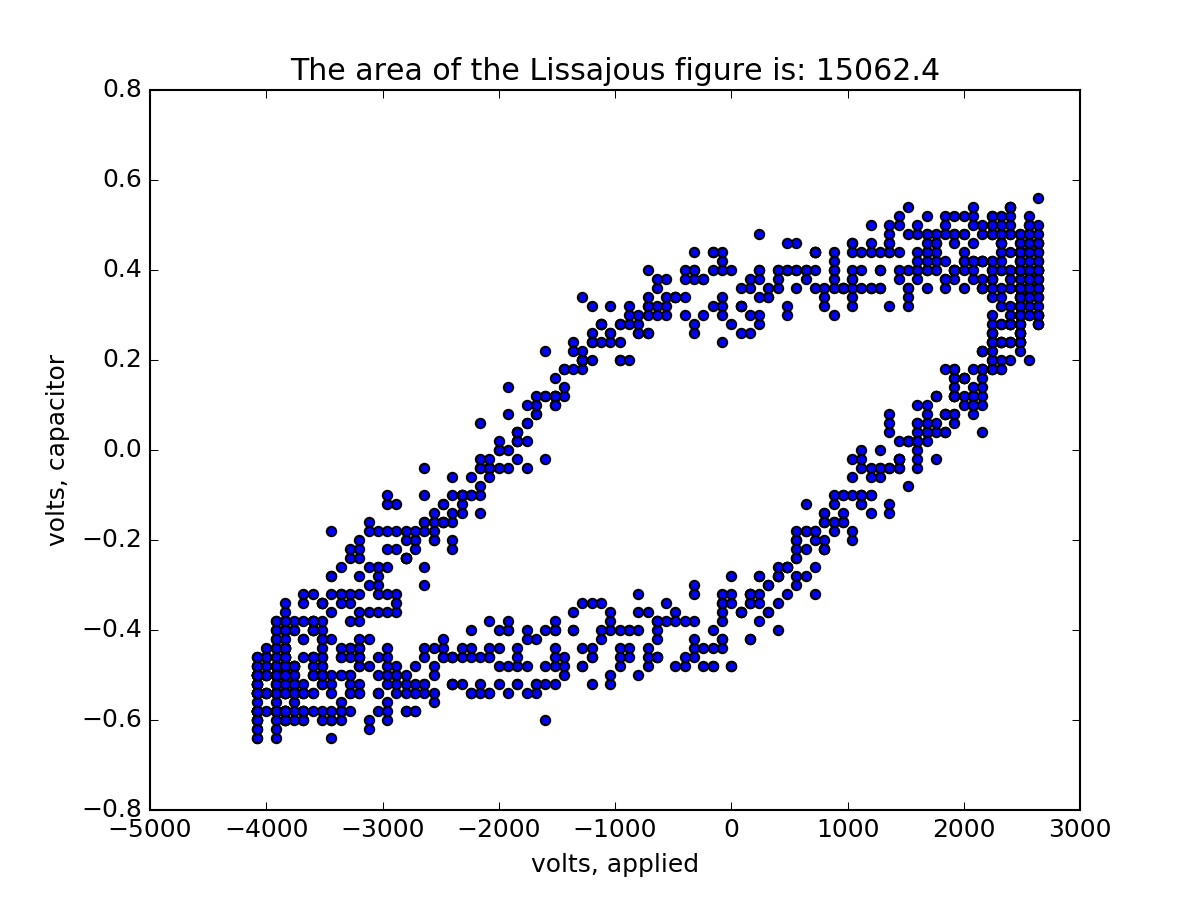 The area of the Lissajous figure is: 15062.4
0.8
0.6
0.4
0.2
0.0
−0.2
−0.4
−0.6
−0.8
volts, capacitor
−5000 −4000 −3000 −2000 −1000 0 1000 2000 3000
volts, applied